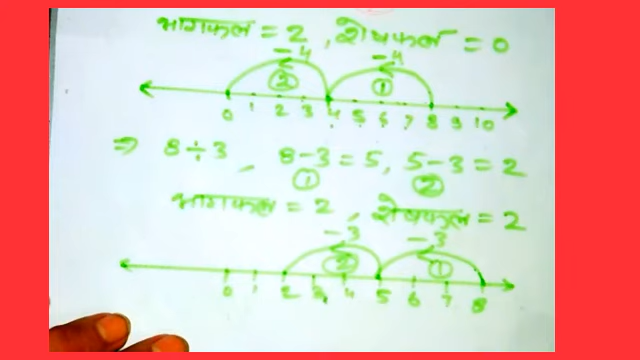 भागफल = 2 , शेषफल = 0
-4 -4
② ①
0 1 2 3 4 5 6 7 8 9 10
⇒ 8÷3 , 8-3=5, 5-3=2
① ②
भागफल = 2 , शेषफल = 2
-3 -3
② ①
0 1 2 3 4 5 6 7 8